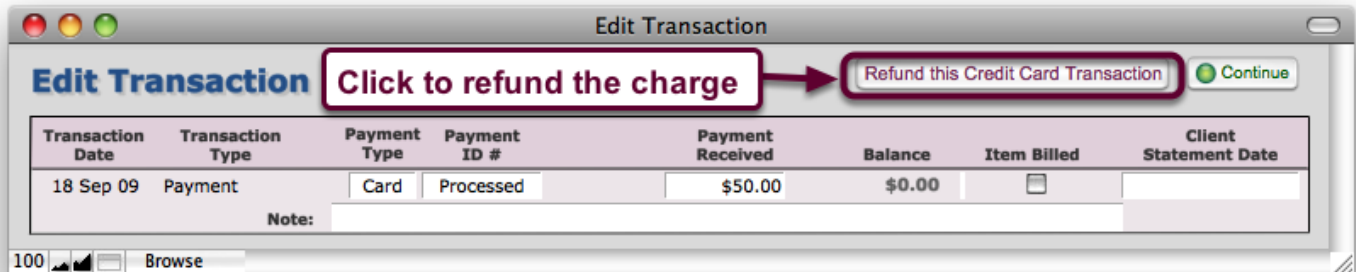 Edit Transaction
Edit Transaction Click to refund the charge Refund this Credit Card Transaction Continue
Transaction Date Transaction Type Payment Type Payment ID # Payment Received Balance Item Billed Client Statement Date
18 Sep 09 Payment Card Processed $50.00 $0.00
Note:
100 Browse